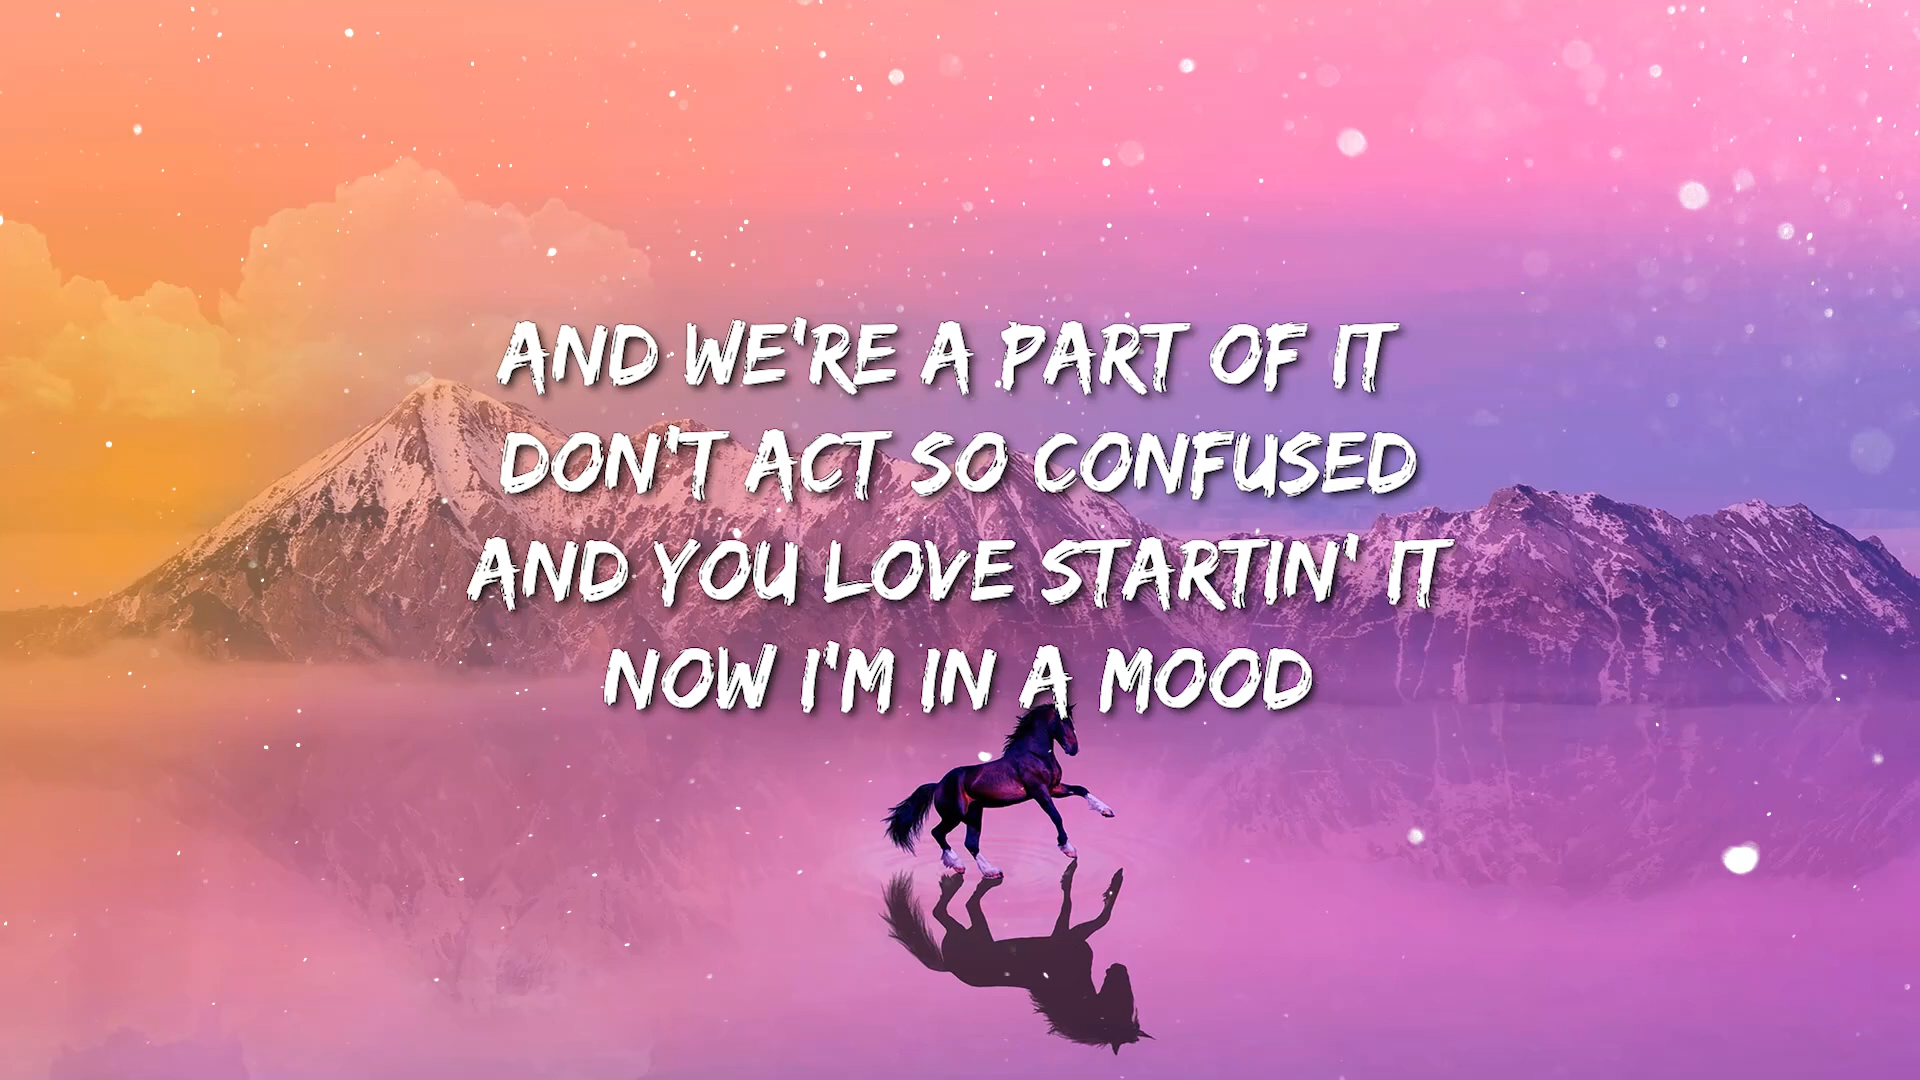 AND WE'RE A PART OF IT
DON'T ACT SO CONFUSED
AND YOU LOVE STARTIN' IT
NOW I'M IN A MOOD